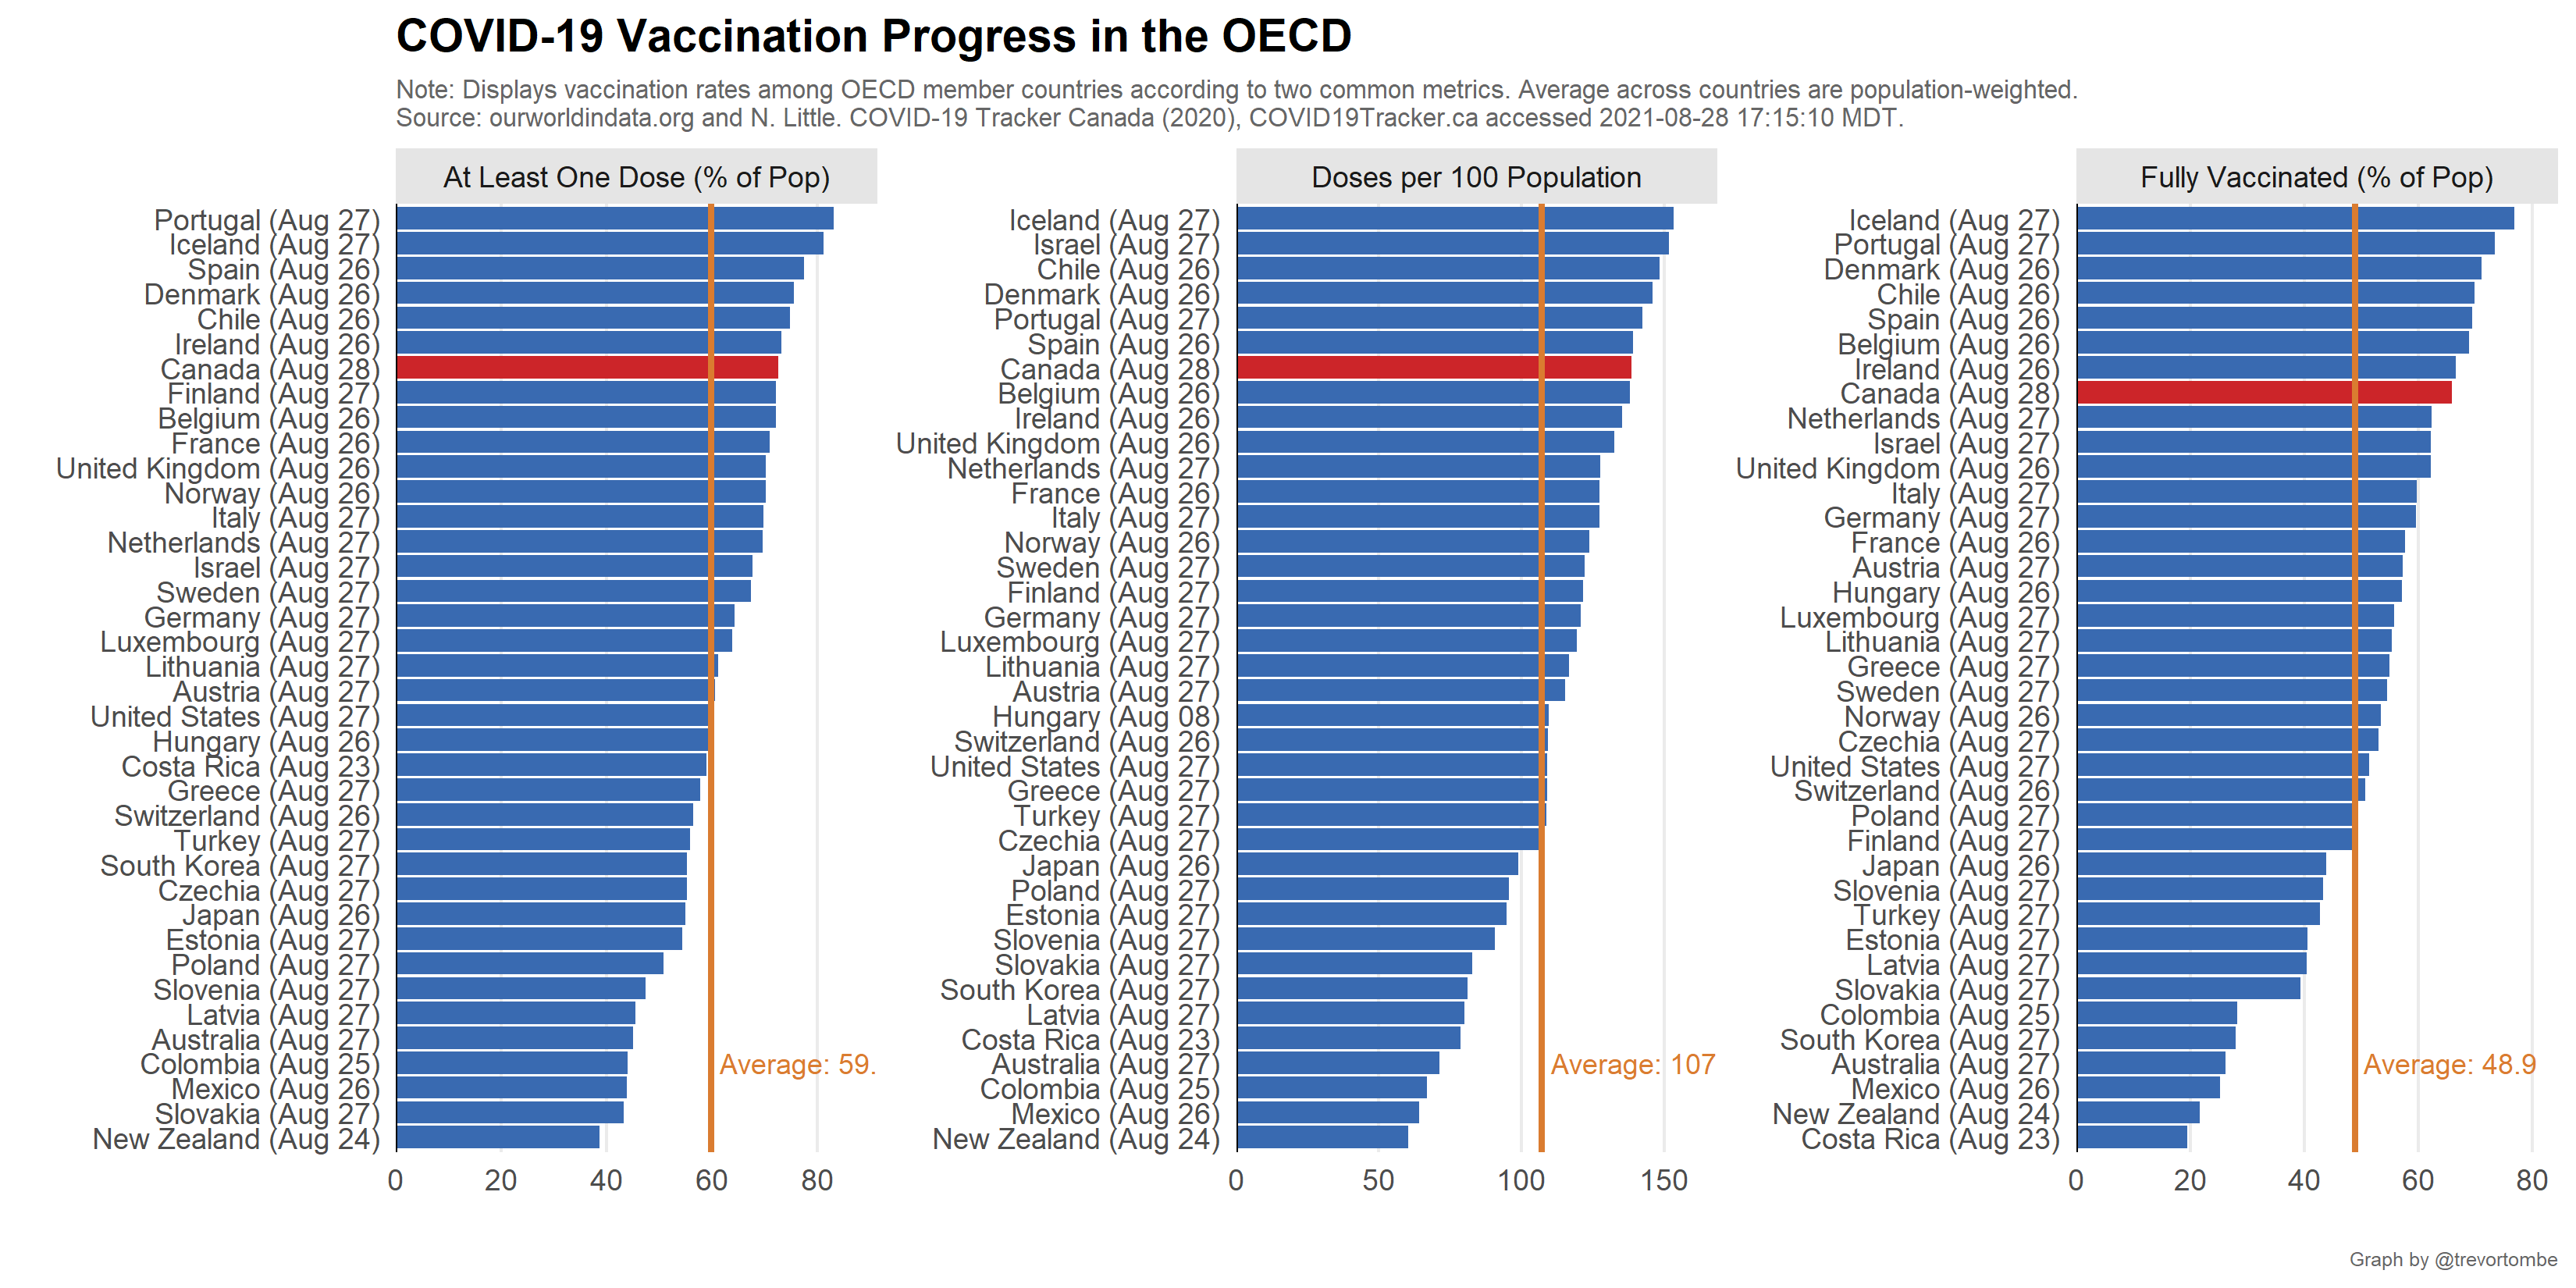 COVID-19 Vaccination Progress in the OECD
Note: Displays vaccination rates among OECD member countries according to two common metrics. Average across countries are population-weighted.
Source: ourworldindata.org and N. Little. COVID-19 Tracker Canada (2020), COVID19Tracker.ca accessed 2021-08-28 17:15:10 MDT.
At Least One Dose (% of Pop)
Portugal (Aug 27)
Iceland (Aug 27)
Spain (Aug 26)
Denmark (Aug 26)
Chile (Aug 26)
Ireland (Aug 26)
Canada (Aug 28)
Finland (Aug 27)
Belgium (Aug 26)
France (Aug 26)
United Kingdom (Aug 26)
Norway (Aug 26)
Italy (Aug 27)
Netherlands (Aug 27)
Israel (Aug 27)
Sweden (Aug 27)
Germany (Aug 27)
Luxembourg (Aug 27)
Lithuania (Aug 27)
Austria (Aug 27)
United States (Aug 27)
Hungary (Aug 26)
Costa Rica (Aug 23)
Greece (Aug 27)
Switzerland (Aug 26)
Turkey (Aug 27)
South Korea (Aug 27)
Czechia (Aug 27)
Japan (Aug 26)
Estonia (Aug 27)
Poland (Aug 27)
Slovenia (Aug 27)
Latvia (Aug 27)
Australia (Aug 27)
Colombia (Aug 25)
Mexico (Aug 26)
Slovakia (Aug 27)
New Zealand (Aug 24)
Average: 59.
0 20 40 60 80
Doses per 100 Population
Iceland (Aug 27)
Israel (Aug 27)
Chile (Aug 26)
Denmark (Aug 26)
Portugal (Aug 27)
Spain (Aug 26)
Canada (Aug 28)
Belgium (Aug 26)
Ireland (Aug 26)
United Kingdom (Aug 26)
Netherlands (Aug 27)
France (Aug 26)
Italy (Aug 27)
Norway (Aug 26)
Sweden (Aug 27)
Finland (Aug 27)
Germany (Aug 27)
Luxembourg (Aug 27)
Lithuania (Aug 27)
Austria (Aug 27)
Hungary (Aug 08)
Switzerland (Aug 26)
United States (Aug 27)
Greece (Aug 27)
Turkey (Aug 27)
Czechia (Aug 27)
Japan (Aug 26)
Poland (Aug 27)
Estonia (Aug 27)
Slovenia (Aug 27)
Slovakia (Aug 27)
South Korea (Aug 27)
Latvia (Aug 27)
Costa Rica (Aug 23)
Australia (Aug 27)
Colombia (Aug 25)
Mexico (Aug 26)
New Zealand (Aug 24)
Average: 107
0 50 100 150
Fully Vaccinated (% of Pop)
Iceland (Aug 27)
Portugal (Aug 27)
Denmark (Aug 26)
Chile (Aug 26)
Spain (Aug 26)
Belgium (Aug 26)
Ireland (Aug 26)
Canada (Aug 28)
Netherlands (Aug 27)
Israel (Aug 27)
United Kingdom (Aug 26)
Italy (Aug 27)
Germany (Aug 27)
France (Aug 26)
Austria (Aug 27)
Hungary (Aug 26)
Luxembourg (Aug 27)
Lithuania (Aug 27)
Greece (Aug 27)
Sweden (Aug 27)
Norway (Aug 26)
Czechia (Aug 27)
United States (Aug 27)
Switzerland (Aug 26)
Poland (Aug 27)
Finland (Aug 27)
Japan (Aug 26)
Slovenia (Aug 27)
Turkey (Aug 27)
Estonia (Aug 27)
Latvia (Aug 27)
Slovakia (Aug 27)
Colombia (Aug 25)
South Korea (Aug 27)
Australia (Aug 27)
Mexico (Aug 26)
New Zealand (Aug 24)
Costa Rica (Aug 23)
Average: 48.9
0 20 40 60 80
Graph by @trevortombe